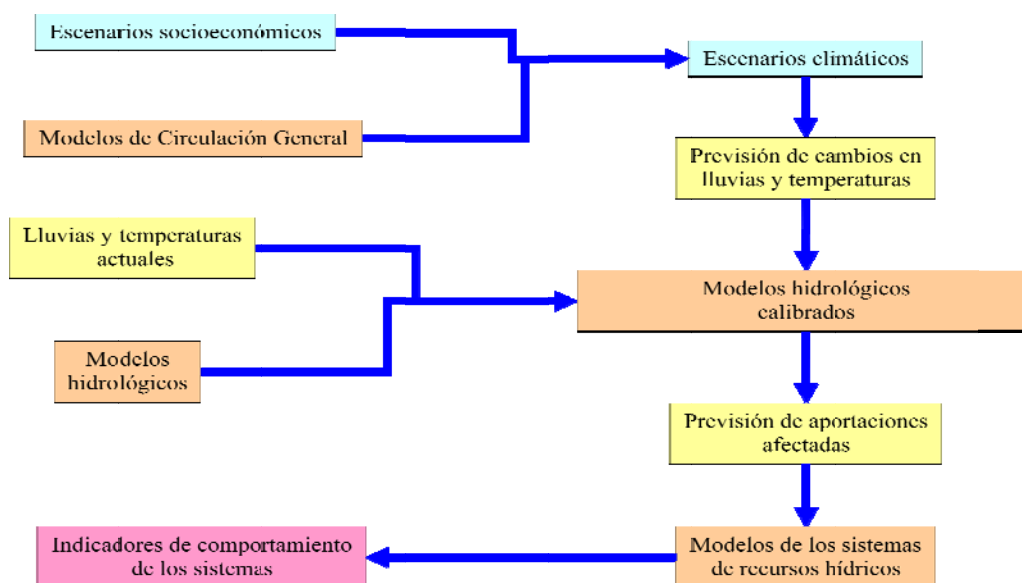 Escenarios socioeconómicos
Escenarios climáticos
Modelos de Circulación General
Previsión de cambios en
lluvias y temperaturas
Lluvias y temperaturas
actuales
Modelos hidrológicos
calibrados
Modelos
hidrológicos
Previsión de aportaciones
afectadas
Indicadores de comportamiento
de los sistemas
Modelos de los sistemas
de recursos hídricos